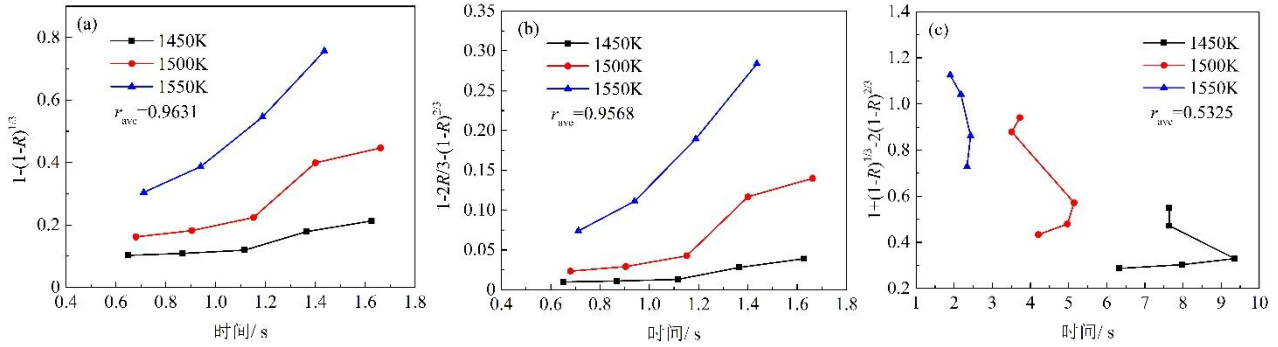 (a)
1450K
1500K
1550K
r_ave=0.9631
1-(1-R)^{1/3}
0.8
0.6
0.4
0.2
0
0.4 0.6 0.8 1.0 1.2 1.4 1.6 1.8
时间/ s
(b)
1450K
1500K
1550K
r_ave=0.9568
1-2R/3-(1-R)^{2/3}
0.35
0.30
0.25
0.20
0.15
0.10
0.05
0
0.4 0.6 0.8 1.0 1.2 1.4 1.6 1.8
时间/ s
(c)
1450K
1500K
1550K
r_ave=0.5325
1+(1-R)^{1/3}-2(1-R)^{2/3}
1.4
1.2
1.0
0.8
0.6
0.4
0.2
1 2 3 4 5 6 7 8 9 10
时间/ s